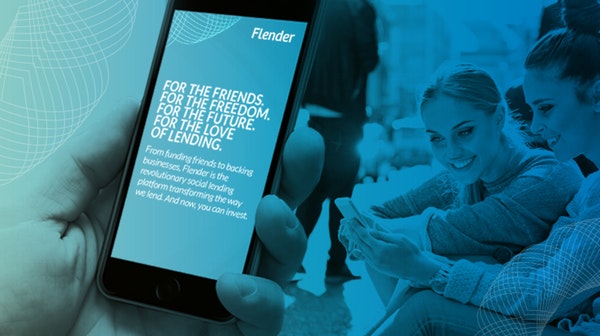 Flender
FOR THE FRIENDS.
FOR THE FREEDOM.
FOR THE FUTURE.
FOR THE LOVE
OF LENDING.
From funding friends to backing
businesses, Flender is the
revolutionary social lending
platform transforming the way
we lend. And now, you can invest.